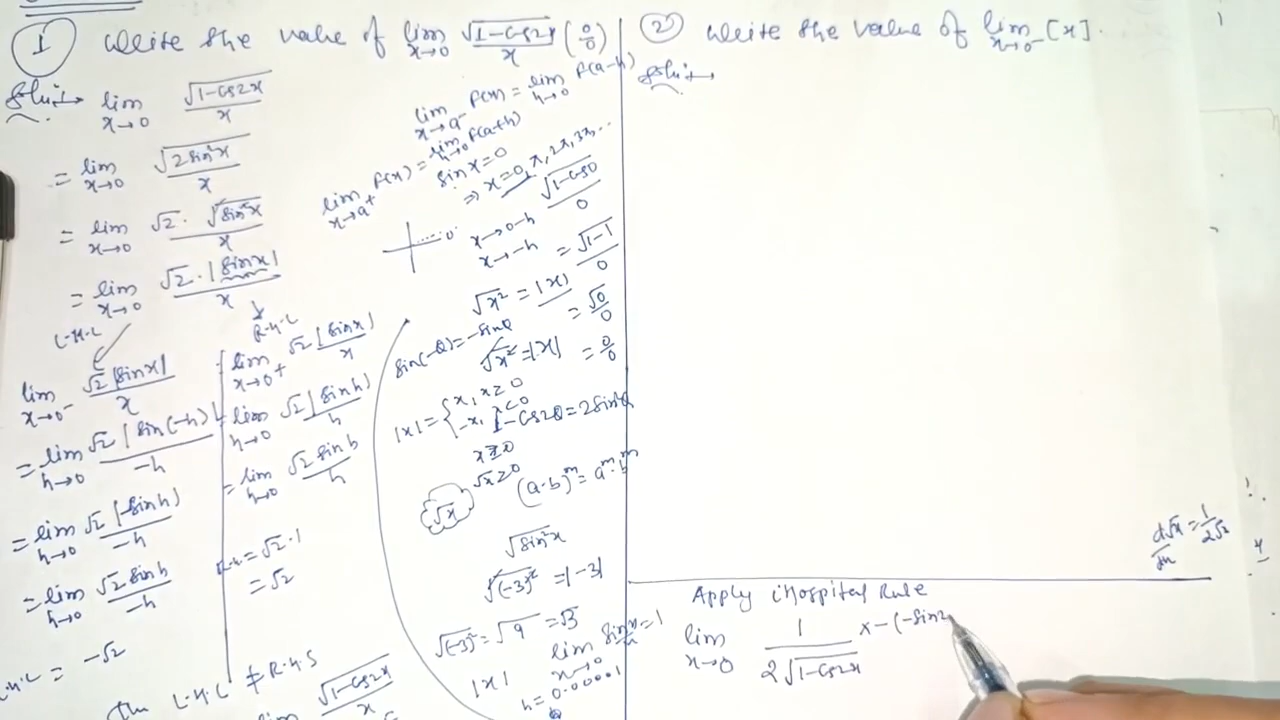 1 Write the value of lim x→0 √1-cos2x / x (0/0)
Soln:→ lim x→0 √1-cos2x / x
= lim x→0 √2sin²x / x
= lim x→0 √2 · √sin²x / x
= lim x→0 √2 · |sinx| / x
L-H-L
lim x→0⁻ √2 |sinx| / x
= lim h→0 √2 |sin(-h)| / -h
= lim h→0 √2 |-sinh| / -h
= lim h→0 √2 sinh / -h
L-H-L = -√2
R-H-L
lim x→0+ √2 |sinx| / x
= lim h→0 √2 |sinh| / h
= lim h→0 √2 sinh / h
= √2 · 1
= √2
L-H-L ≠ R-H-S
lim √1-cos2x / x
lim x→a⁻ f(x) = lim h→0 f(a-h)
lim x→a+ f(x) = lim h→0 f(a+h)
sinx = 0
⇒ x = 0, π, 2π, 3π, ...
x→0-h
x→-h
√1-cos0 / 0
= √1-1 / 0
= √0 / 0
= 0/0
√x² = |x|
sin(-θ) = -sinθ
√x² = |x|
|x| = { x, x≥0
-x, x<0
1-cos2θ = 2sin²θ
x≥0
√x≥0
√x
(a·b)^m = a^m · b^m
√sin²x
√(-3)² = |-3|
√(-3)² = √9 = 3
|x|
lim x→0 sinx / x = 1
h = 0.00001
2 Write the value of lim x→0⁻ [x].
Soln:→
d√x / dx = 1 / 2√x
Apply L'Hospital Rule
lim x→0 1 / 2√1-cos2x × -(-sin2